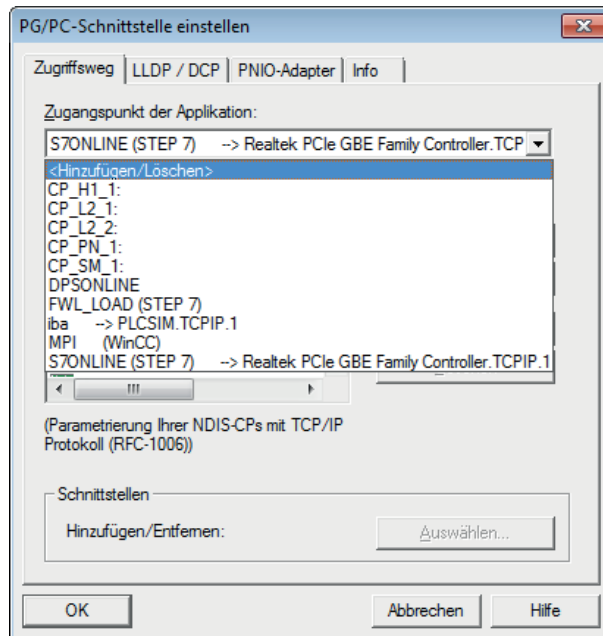 PG/PC-Schnittstelle einstellen
Zugriffsweg LLDP / DCP PNIO-Adapter Info
Zugangspunkt der Applikation:
S7ONLINE (STEP 7) --> Realtek PCIe GBE Family Controller.TCP
<Hinzufügen/Löschen>
CP_H1_1:
CP_L2_1:
CP_L2_2:
CP_PN_1:
CP_SM_1:
DPSONLINE
FWL_LOAD (STEP 7)
iba --> PLCSIM.TCPIP.1
MPI (WinCC)
S7ONLINE (STEP 7) --> Realtek PCIe GBE Family Controller.TCPIP.1
(Parametrierung Ihrer NDIS-CPs mit TCP/IP
Protokoll (RFC-1006))
Schnittstellen
Hinzufügen/Entfernen: Auswählen...
OK Abbrechen Hilfe